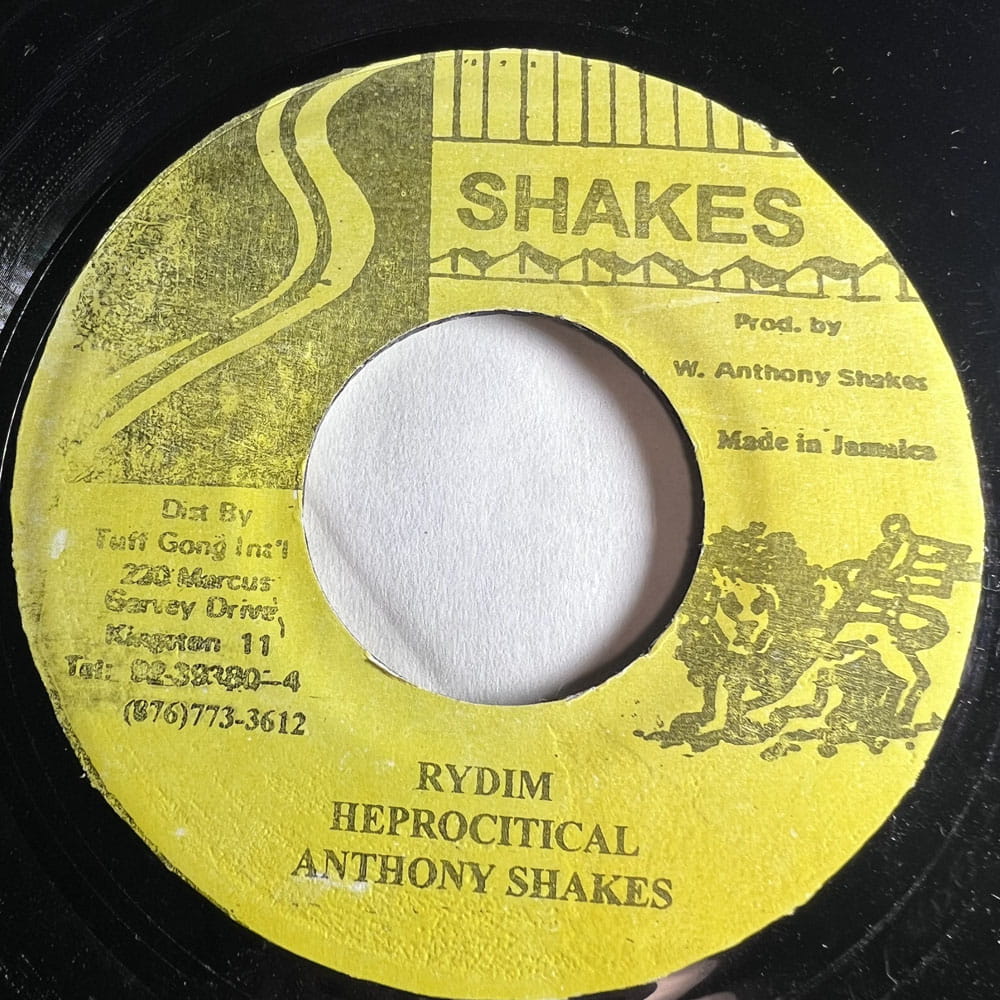 SHAKES
Prod. by
W. Anthony Shakes
Made in Jamaica
Dist By
Tuff Gong Int'l
220 Marcus
Garvey Drive,
Kingston 11
Tel:
(876)773-3612
RYDIM
HEPROCITICAL
ANTHONY SHAKES